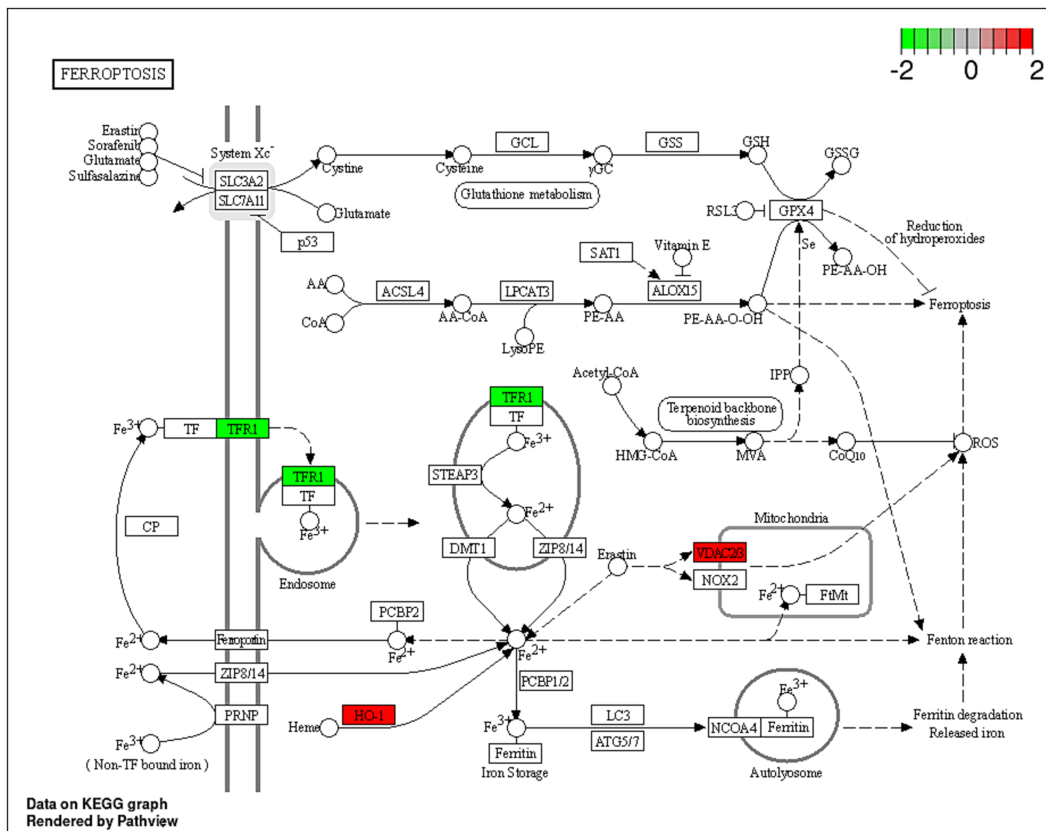 -2 0 2
FERROPTOSIS
Erastin
Sorafenib
Glutamate
Sulfasalazine
System Xc-
SLC3A2
SLC7A11
p53
Cystine
Glutamate
Cysteine
GCL
γGC
GSS
GSH
GSSG
Glutathione metabolism
RSL3
GPX4
Se
Reduction
of hydroperoxides
PE-AA-OH
SAT1
Vitamin E
ALOX15
AA
CoA
ACSL4
AA-CoA
LPCAT3
LysoPE
PE-AA
PE-AA-O-OH
Ferroptosis
Acetyl-CoA
IPP
Terpenoid backbone
biosynthesis
HMG-CoA
MVA
CoQ10
ROS
Fe3+
TF
TFR1
TFR1
TF
Fe3+
Endosome
TFR1
TF
Fe3+
STEAP3
Fe2+
DMT1
ZIP8/14
CP
Erastin
Mitochondria
VDAC2/3
NOX2
Fe2+
FtMt
Fe2+
Ferroportin
PCBP2
Fe2+
Fe2+
Fenton reaction
Fe2+
ZIP8/14
PCBP1/2
PRNP
Fe3+
( Non-TF bound iron )
Heme
HO-1
Fe3+
Ferritin
Iron Storage
LC3
ATG5/7
NCOA4
Fe3+
Ferritin
Autolyosome
Ferritin degradation
Released iron
Data on KEGG graph
Rendered by Pathview